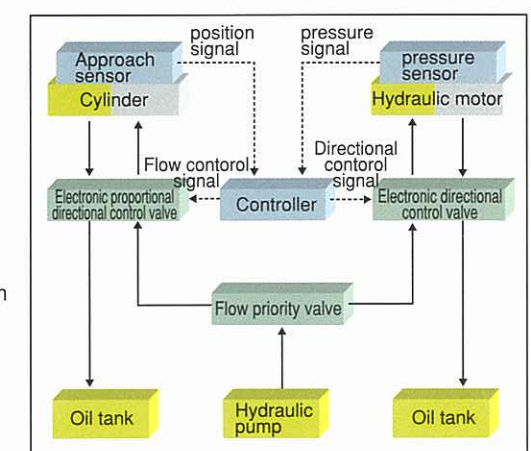 position
signal
pressure
signal
Approach
sensor
pressure
sensor
Cylinder
Hydraulic motor
Flow contorol
signal
Directional
contorol
signal
Electronic proportional
directional control valve
Controller
Electronic directional
control valve
Flow priority valve
Oil tank
Hydraulic
pump
Oil tank